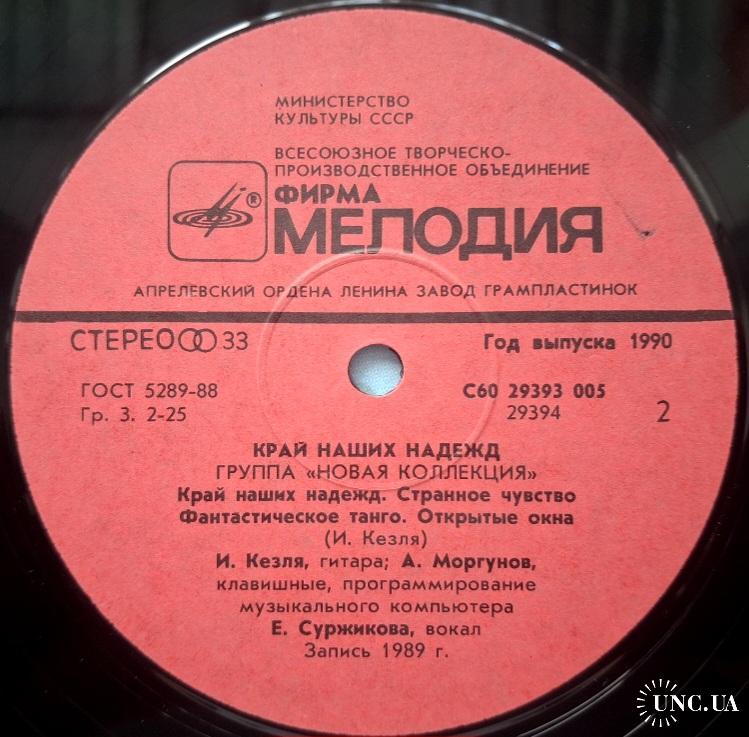 МИНИСТЕРСТВО
КУЛЬТУРЫ СССР
ВСЕСОЮЗНОЕ ТВОРЧЕСКО-
ПРОИЗВОДСТВЕННОЕ ОБЪЕДИНЕНИЕ
®
ФИРМА
МЕЛОДИЯ
АПРЕЛЕВСКИЙ ОРДЕНА ЛЕНИНА ЗАВОД ГРАМПЛАСТИНОК
СТЕРЕО 33
Год выпуска 1990
ГОСТ 5289-88
Гр. 3. 2-25
С60 29393 005
29394
2
КРАЙ НАШИХ НАДЕЖД
ГРУППА «НОВАЯ КОЛЛЕКЦИЯ»
Край наших надежд. Странное чувство
Фантастическое танго. Открытые окна
(И. Кезля)
И. Кезля, гитара; А. Моргунов,
клавишные, программирование
музыкального компьютера
Е. Суржикова, вокал
Запись 1989 г.
UNC.UA